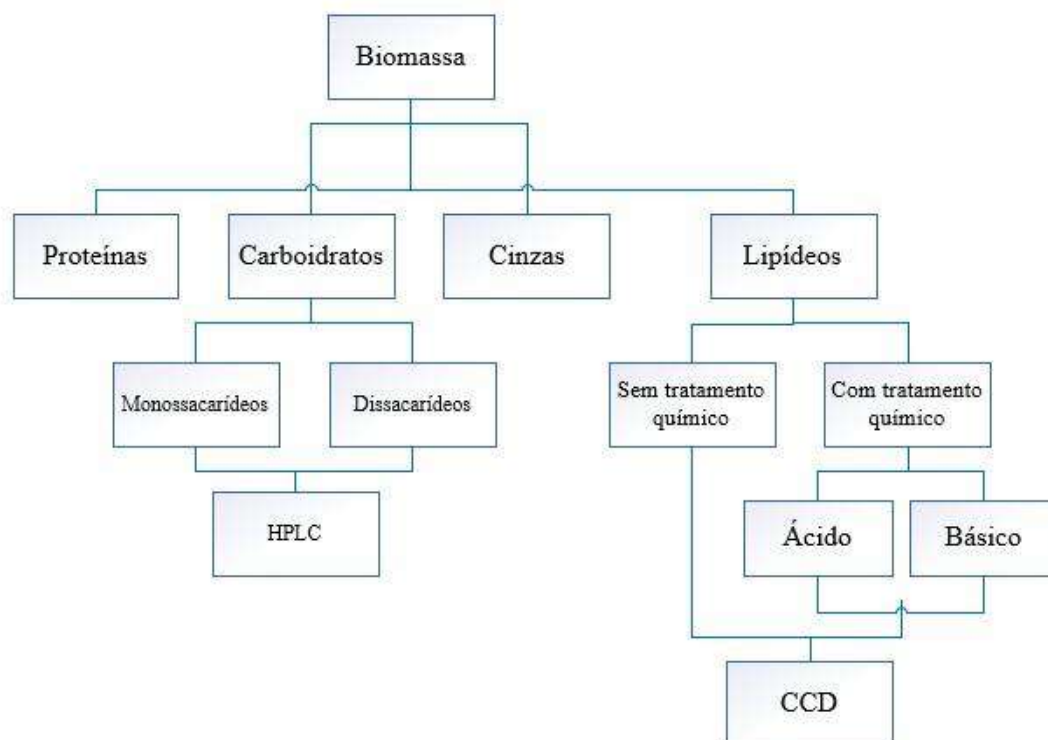 Biomassa
Proteínas
Carboidratos
Cinzas
Lipídeos
Monossacarídeos
Dissacarídeos
Sem tratamento
químico
Com tratamento
químico
HPLC
Ácido
Básico
CCD